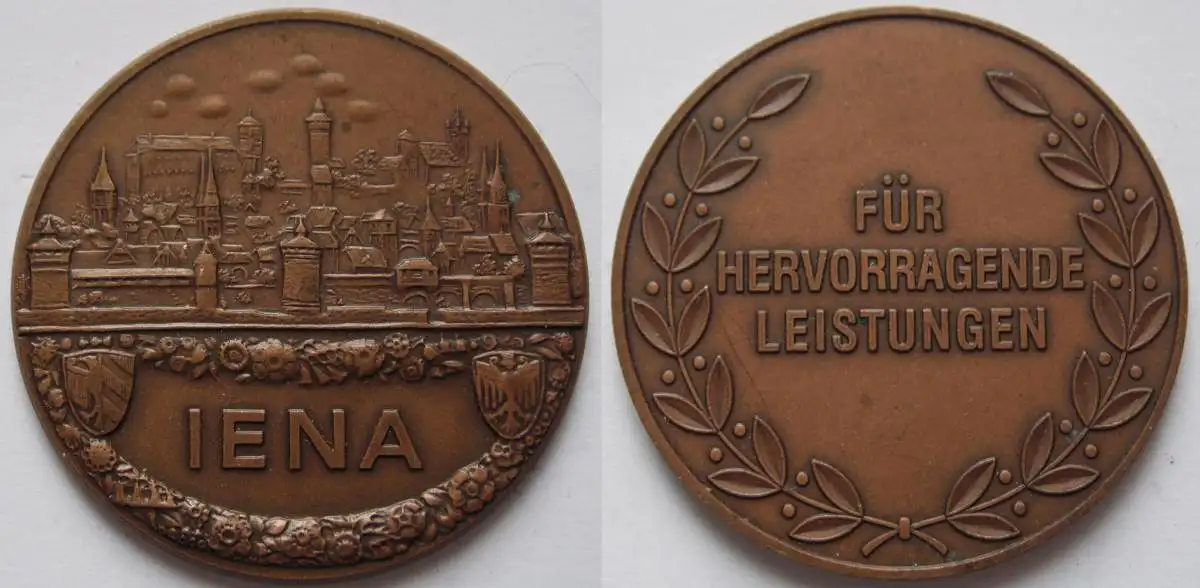 IENA
FÜR
HERVORRAGENDE
LEISTUNGEN